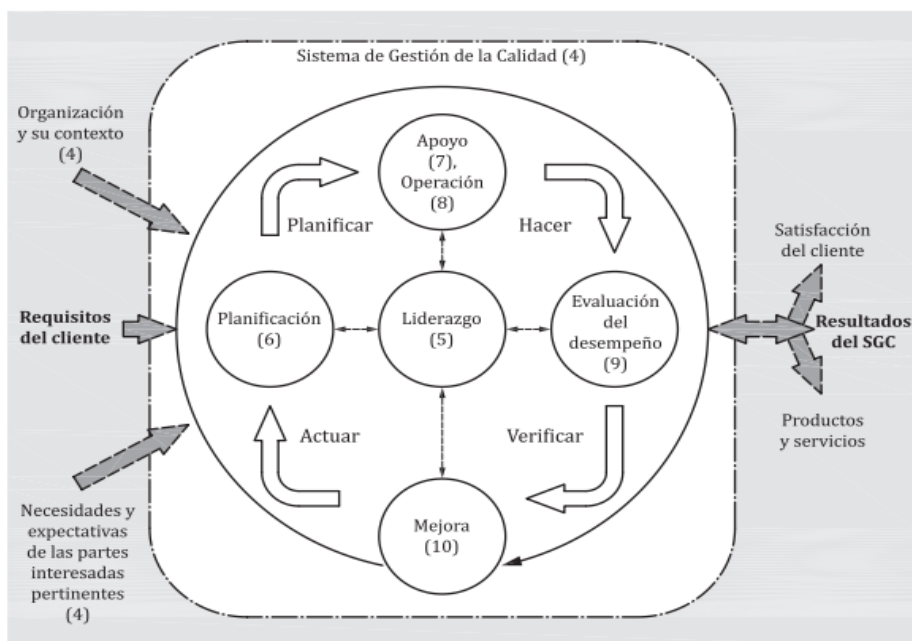 Sistema de Gestión de la Calidad (4)
Organización
y su contexto
(4)
Apoyo
(7),
Operación
(8)
Planificar
Hacer
Satisfacción
del cliente
Requisitos
del cliente
Planificación
(6)
Liderazgo
(5)
Evaluación
del
desempeño
(9)
Resultados
del SGC
Actuar
Verificar
Productos
y servicios
Necesidades y
expectativas
de las partes
interesadas
pertinentes
(4)
Mejora
(10)